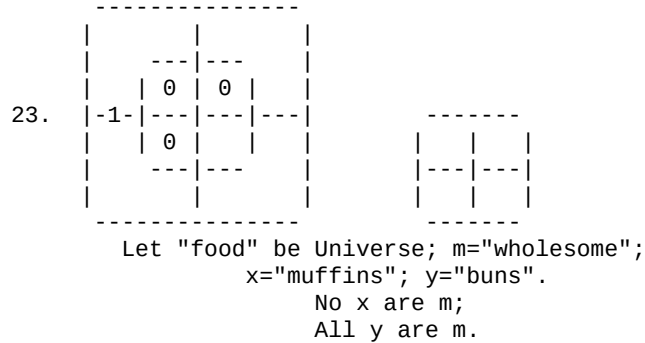 ---------------
     |       |       |
     |    ---|---    |
     |   | 0 | 0 |   |
23.  |-1-|---|---|---|        -------
     |   | 0 |   |   |       |   |   |
     |    ---|---    |       |---|---|
     |       |       |       |   |   |
      ---------------         -------
Let "food" be Universe; m="wholesome";
x="muffins"; y="buns".
No x are m;
All y are m.